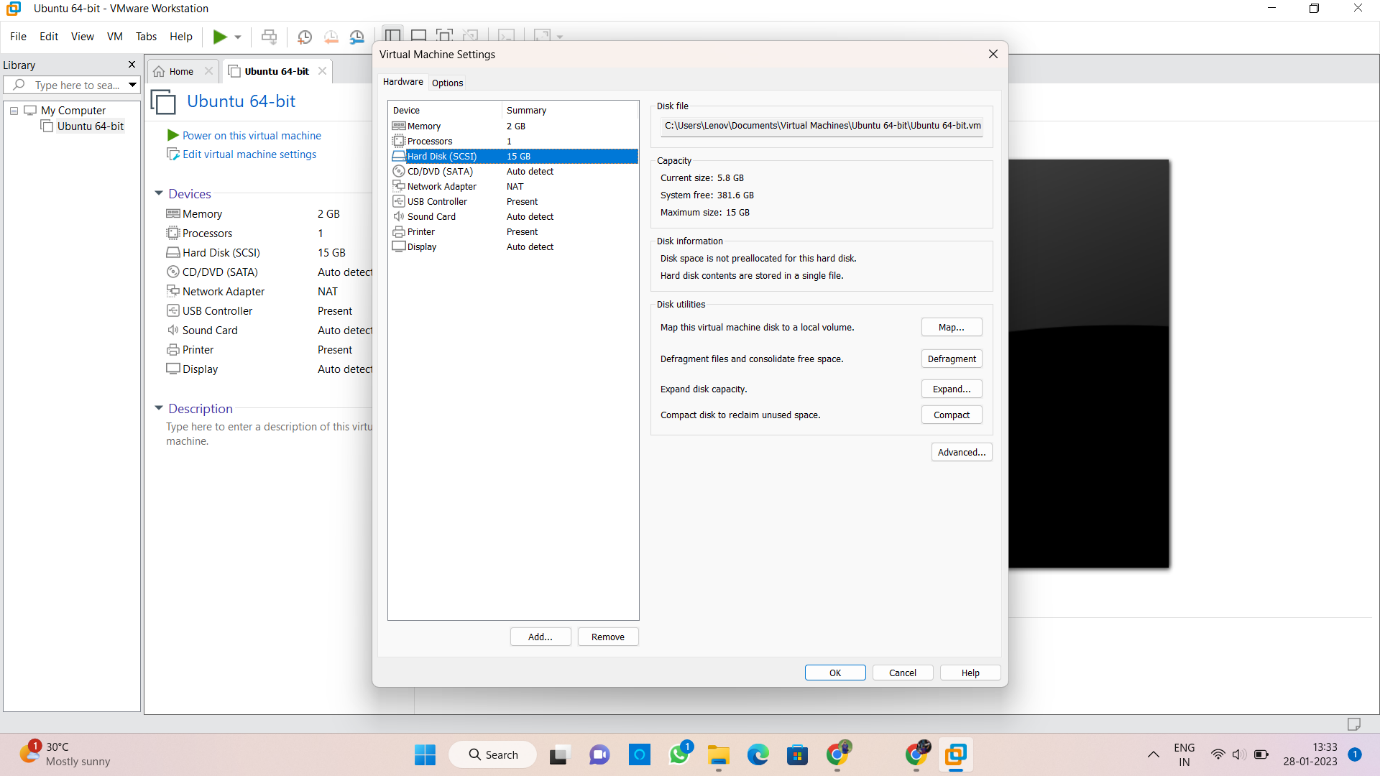 Ubuntu 64-bit - VMware Workstation
File Edit View VM Tabs Help
Library
Type here to sea...
My Computer
Ubuntu 64-bit
Home
Ubuntu 64-bit
Ubuntu 64-bit
Power on this virtual machine
Edit virtual machine settings
Devices
Memory 2 GB
Processors 1
Hard Disk (SCSI) 15 GB
CD/DVD (SATA) Auto detect
Network Adapter NAT
USB Controller Present
Sound Card Auto detect
Printer Present
Display Auto detect
Description
Type here to enter a description of this virtu
machine.
Virtual Machine Settings
Hardware Options
Device Summary
Memory 2 GB
Processors 1
Hard Disk (SCSI) 15 GB
CD/DVD (SATA) Auto detect
Network Adapter NAT
USB Controller Present
Sound Card Auto detect
Printer Present
Display Auto detect
Add... Remove
Disk file
C:\Users\Lenov\Documents\Virtual Machines\Ubuntu 64-bit\Ubuntu 64-bit.vm
Capacity
Current size: 5.8 GB
System free: 381.6 GB
Maximum size: 15 GB
Disk information
Disk space is not preallocated for this hard disk.
Hard disk contents are stored in a single file.
Disk utilities
Map this virtual machine disk to a local volume. Map...
Defragment files and consolidate free space. Defragment
Expand disk capacity. Expand...
Compact disk to reclaim unused space. Compact
Advanced...
OK Cancel Help
1
30°C
Mostly sunny
Search
1
ENG
IN
13:33
28-01-2023
1